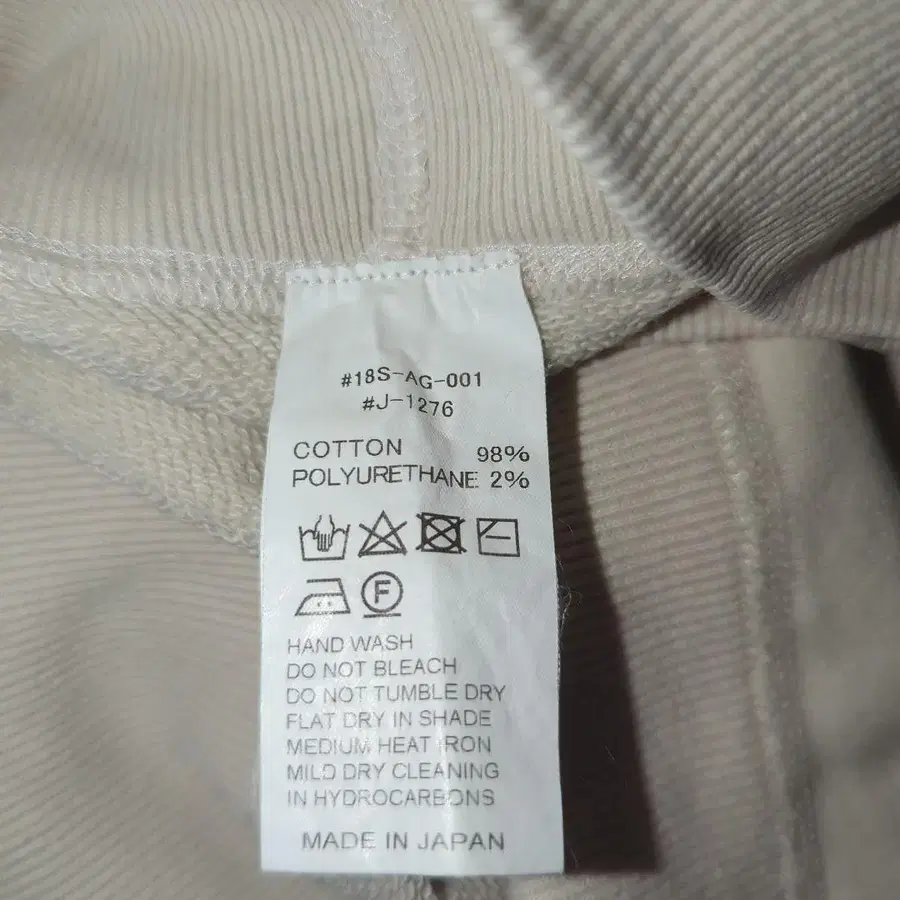 #18S-AG-001
#J-1276
COTTON 98%
POLYURETHANE 2%
F
HAND WASH
DO NOT BLEACH
DO NOT TUMBLE DRY
FLAT DRY IN SHADE
MEDIUM HEAT IRON
MILD DRY CLEANING
IN HYDROCARBONS
MADE IN JAPAN